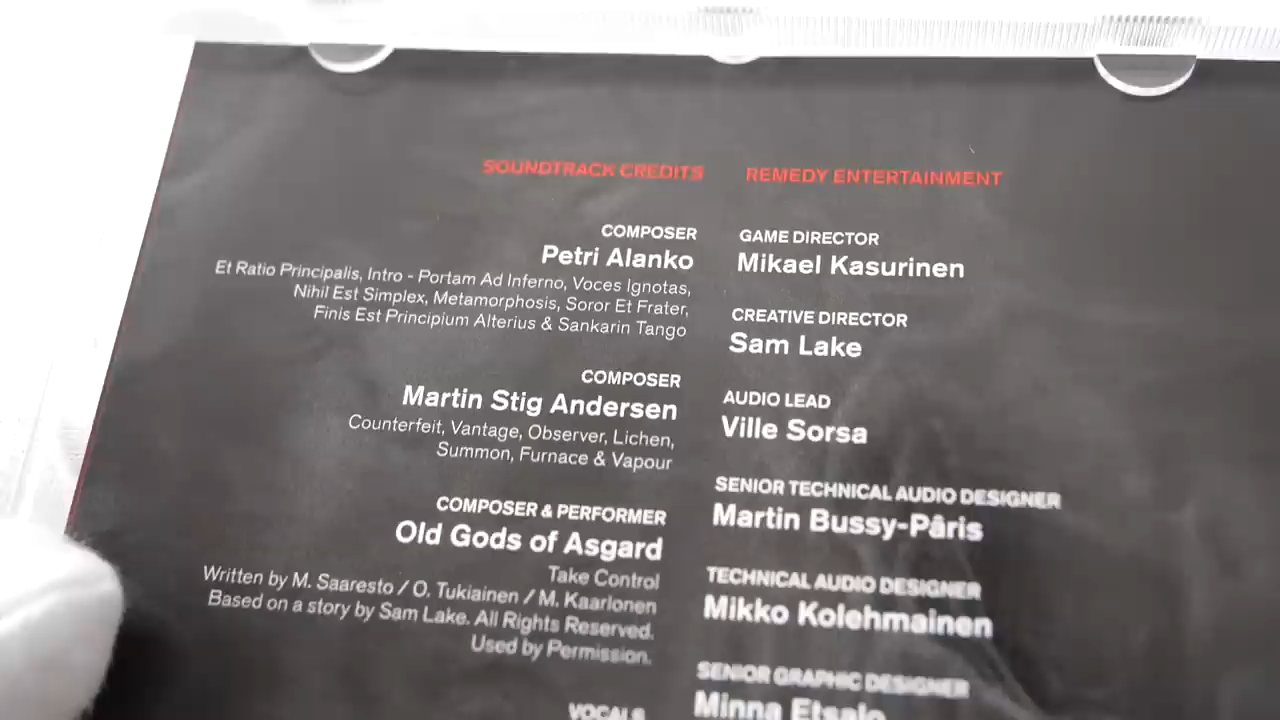 SOUNDTRACK CREDITS
COMPOSER
Petri Alanko
Et Ratio Principalis, Intro - Portam Ad Inferno, Voces Ignotas,
Nihil Est Simplex, Metamorphosis, Soror Et Frater,
Finis Est Principium Alterius & Sankarin Tango
COMPOSER
Martin Stig Andersen
Counterfeit, Vantage, Observer, Lichen,
Summon, Furnace & Vapour
COMPOSER & PERFORMER
Old Gods of Asgard
Take Control
Written by M. Saaresto / O. Tukiainen / M. Kaarlonen
Based on a story by Sam Lake. All Rights Reserved.
Used by Permission.
VOCALS
REMEDY ENTERTAINMENT
GAME DIRECTOR
Mikael Kasurinen
CREATIVE DIRECTOR
Sam Lake
AUDIO LEAD
Ville Sorsa
SENIOR TECHNICAL AUDIO DESIGNER
Martin Bussy-Pâris
TECHNICAL AUDIO DESIGNER
Mikko Kolehmainen
SENIOR GRAPHIC DESIGNER
Minna Etsalo